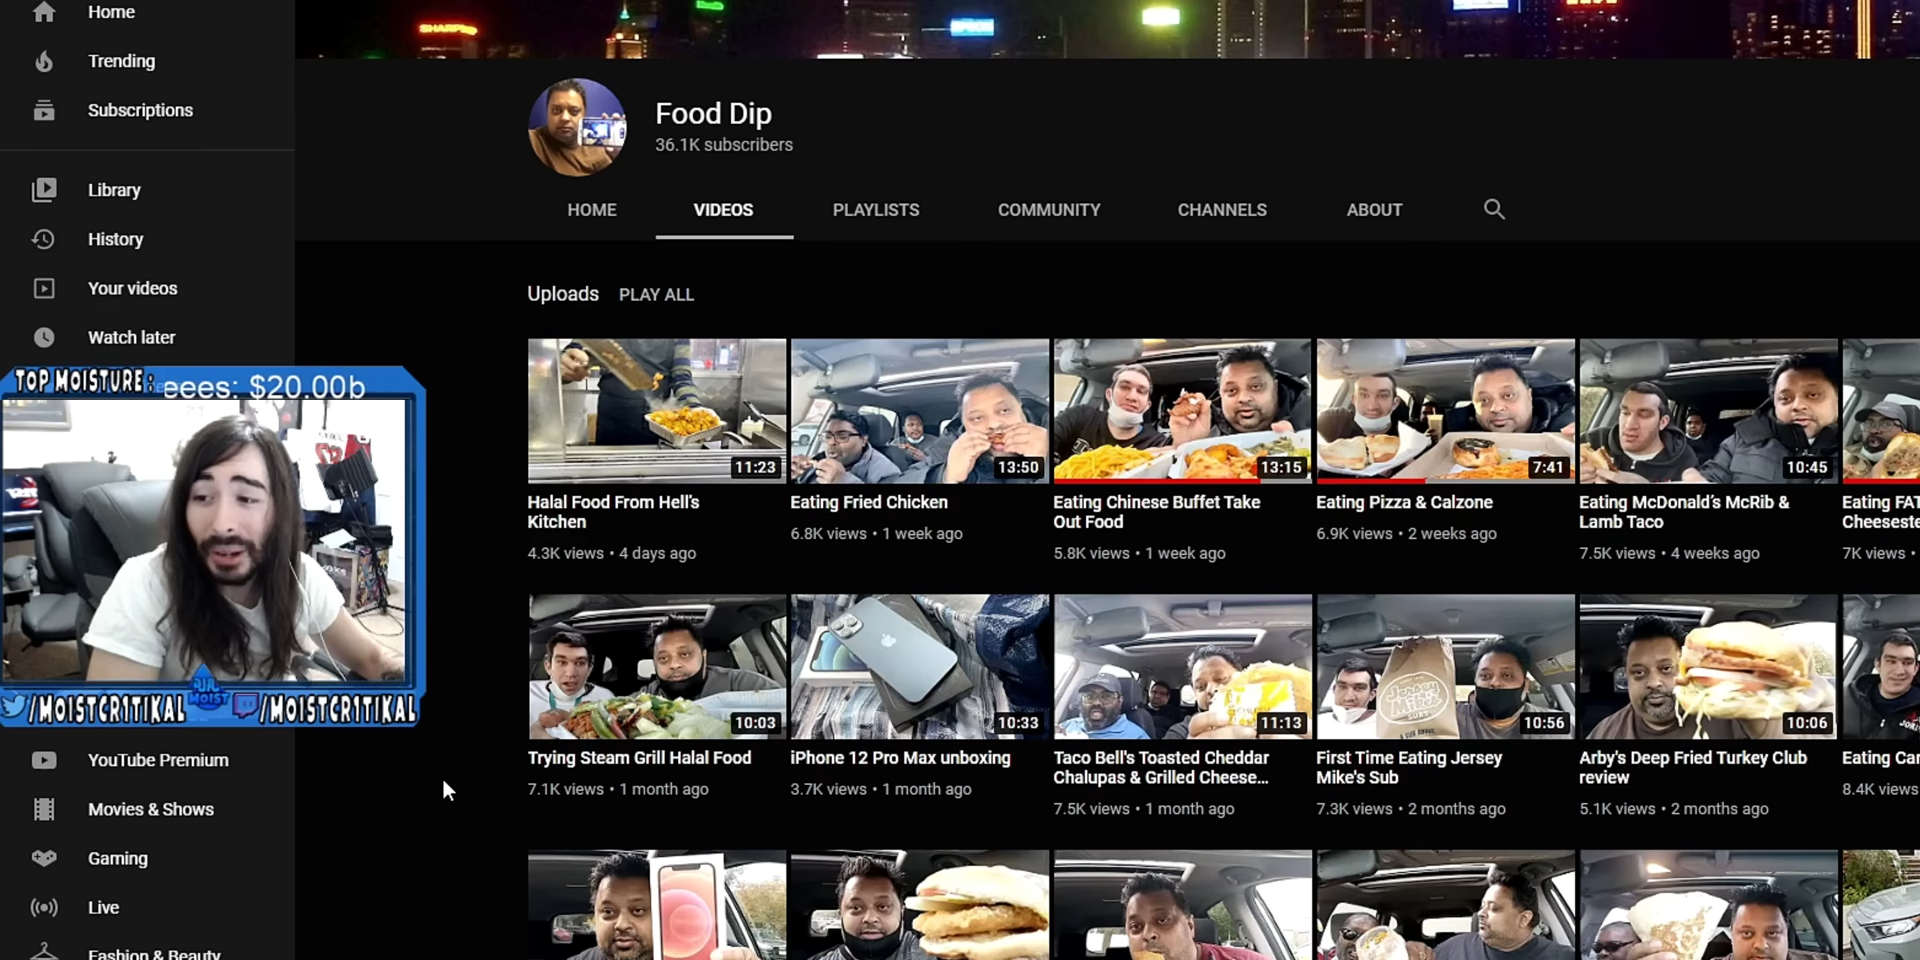 Home
Trending
Subscriptions
Library
History
Your videos
Watch later
TOP MOISTURE:
eees: $20.00b
/MOISTCR1TIKAL
MOIST
/MOISTCR1TIKAL
YouTube Premium
Movies & Shows
Gaming
Live
Fashion & Beauty
Food Dip
36.1K subscribers
HOME
VIDEOS
PLAYLISTS
COMMUNITY
CHANNELS
ABOUT
Uploads
PLAY ALL
11:23
Halal Food From Hell's
Kitchen
4.3K views • 4 days ago
13:50
Eating Fried Chicken
6.8K views • 1 week ago
13:15
Eating Chinese Buffet Take
Out Food
5.8K views • 1 week ago
7:41
Eating Pizza & Calzone
6.9K views • 2 weeks ago
10:45
Eating McDonald's McRib &
Lamb Taco
7.5K views • 4 weeks ago
Eating FAT
Cheeseste
7K views •
10:03
Trying Steam Grill Halal Food
7.1K views • 1 month ago
10:33
iPhone 12 Pro Max unboxing
3.7K views • 1 month ago
11:13
Taco Bell's Toasted Cheddar
Chalupas & Grilled Cheese...
7.5K views • 1 month ago
Jersey
Mike's
SUBS
10:56
First Time Eating Jersey
Mike's Sub
7.3K views • 2 months ago
10:06
Arby's Deep Fried Turkey Club
review
5.1K views • 2 months ago
Eating Car
8.4K views